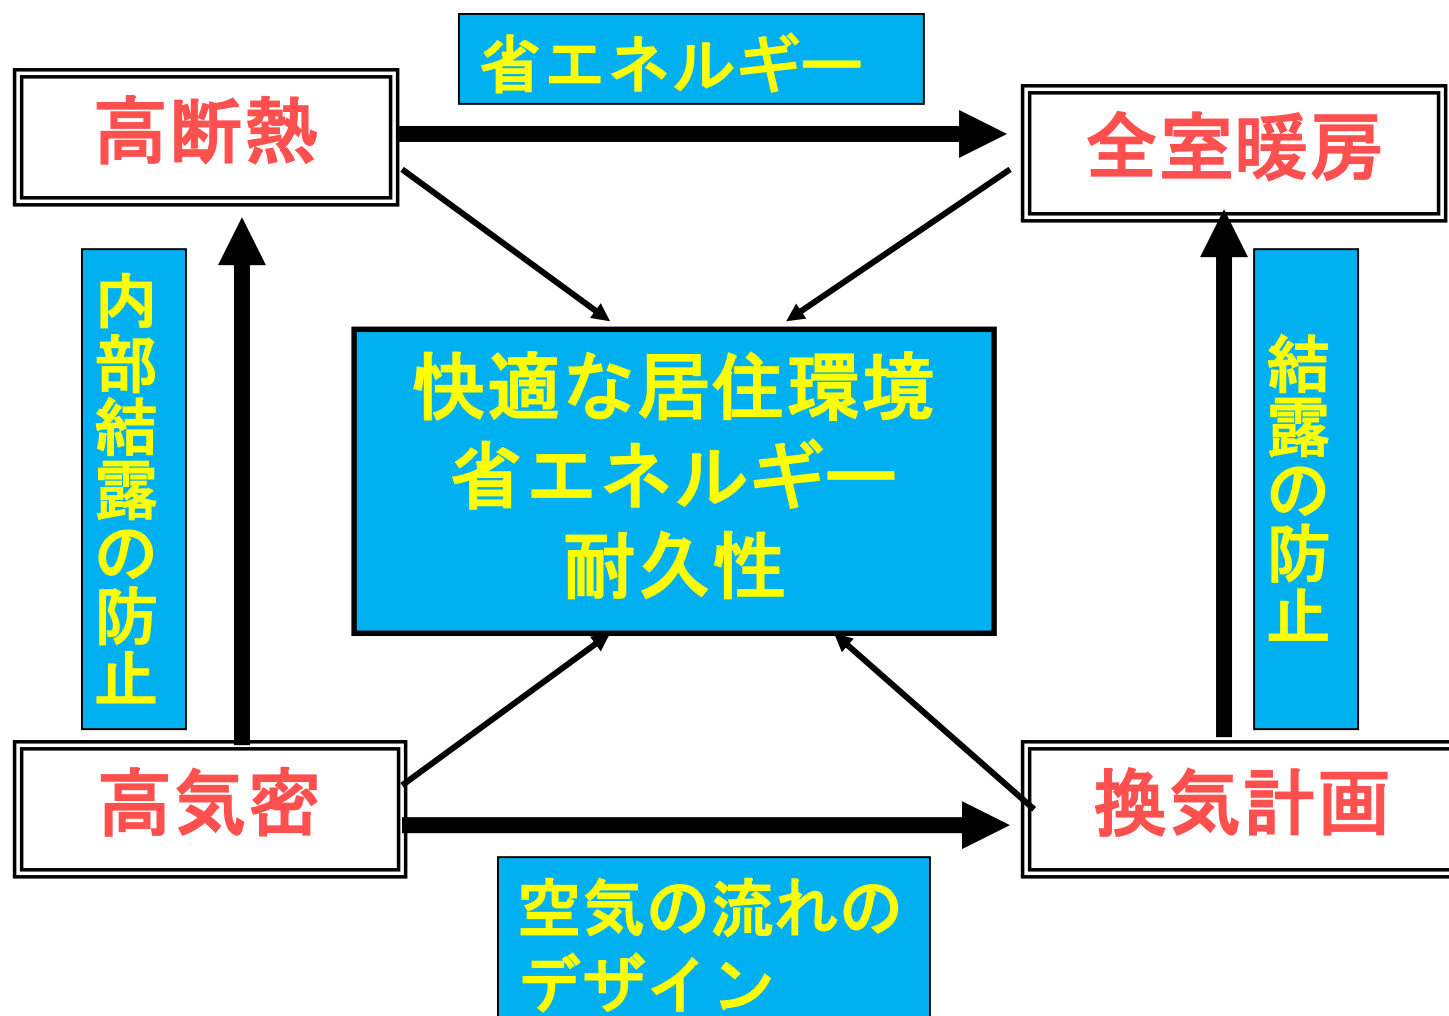 省エネルギー
高断熱
全室暖房
内部結露の防止
結露の防止
快適な居住環境
省エネルギー
耐久性
高気密
換気計画
空気の流れの
デザイン